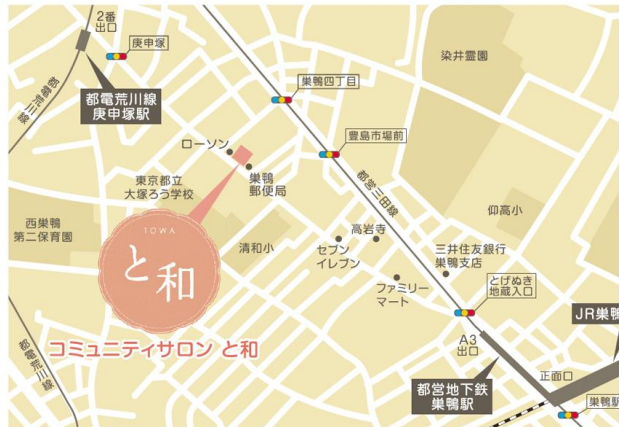 2番
出口
庚申塚
都電荒川線
都電荒川線
庚申塚駅
巣鴨四丁目
染井霊園
ローソン
豊島市場前
巣鴨
郵便局
東京都立
大塚ろう学校
都営三田線
西巣鴨
第二保育園
TOWA
と和
清和小
高岩寺
仰高小
セブン
イレブン
三井住友銀行
巣鴨支店
ファミリー
マート
とげぬき
地蔵入口
JR巣鴨
A3
出口
コミュニティサロン と和
都電荒川線
都営地下鉄
巣鴨駅
正面口
巣鴨駅